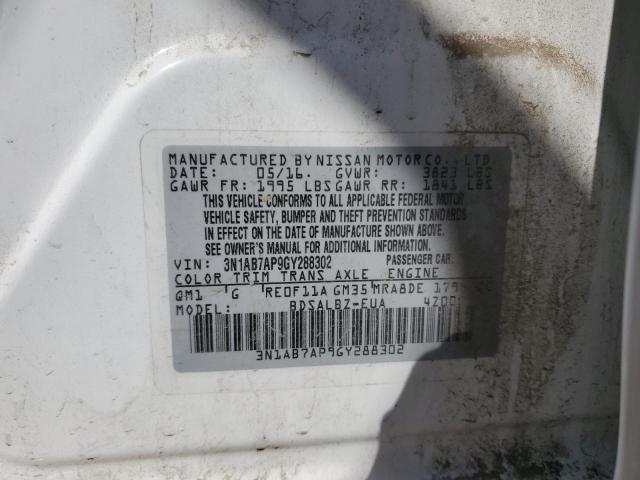 MANUFACTURED BY NISSAN MOTOR CO., LTD.
DATE: 05/16. GVWR: 3823 LBS
GAWR FR: 1995 LBS GAWR RR: 1841 LBS
THIS VEHICLE CONFORMS TO ALL APPLICABLE FEDERAL MOTOR
VEHICLE SAFETY, BUMPER AND THEFT PREVENTION STANDARDS
IN EFFECT ON THE DATE OF MANUFACTURE SHOWN ABOVE.
SEE OWNER'S MANUAL FOR ADDITIONAL INFORMATION.
VIN: 3N1AB7AP9GY288302 PASSENGER CAR.
COLOR TRIM TRANS AXLE ENGINE
QM1 G RE0F11A GM35 MRA8DE
MODEL: BDSALBZ-EUA
3N1AB7AP9GY288302